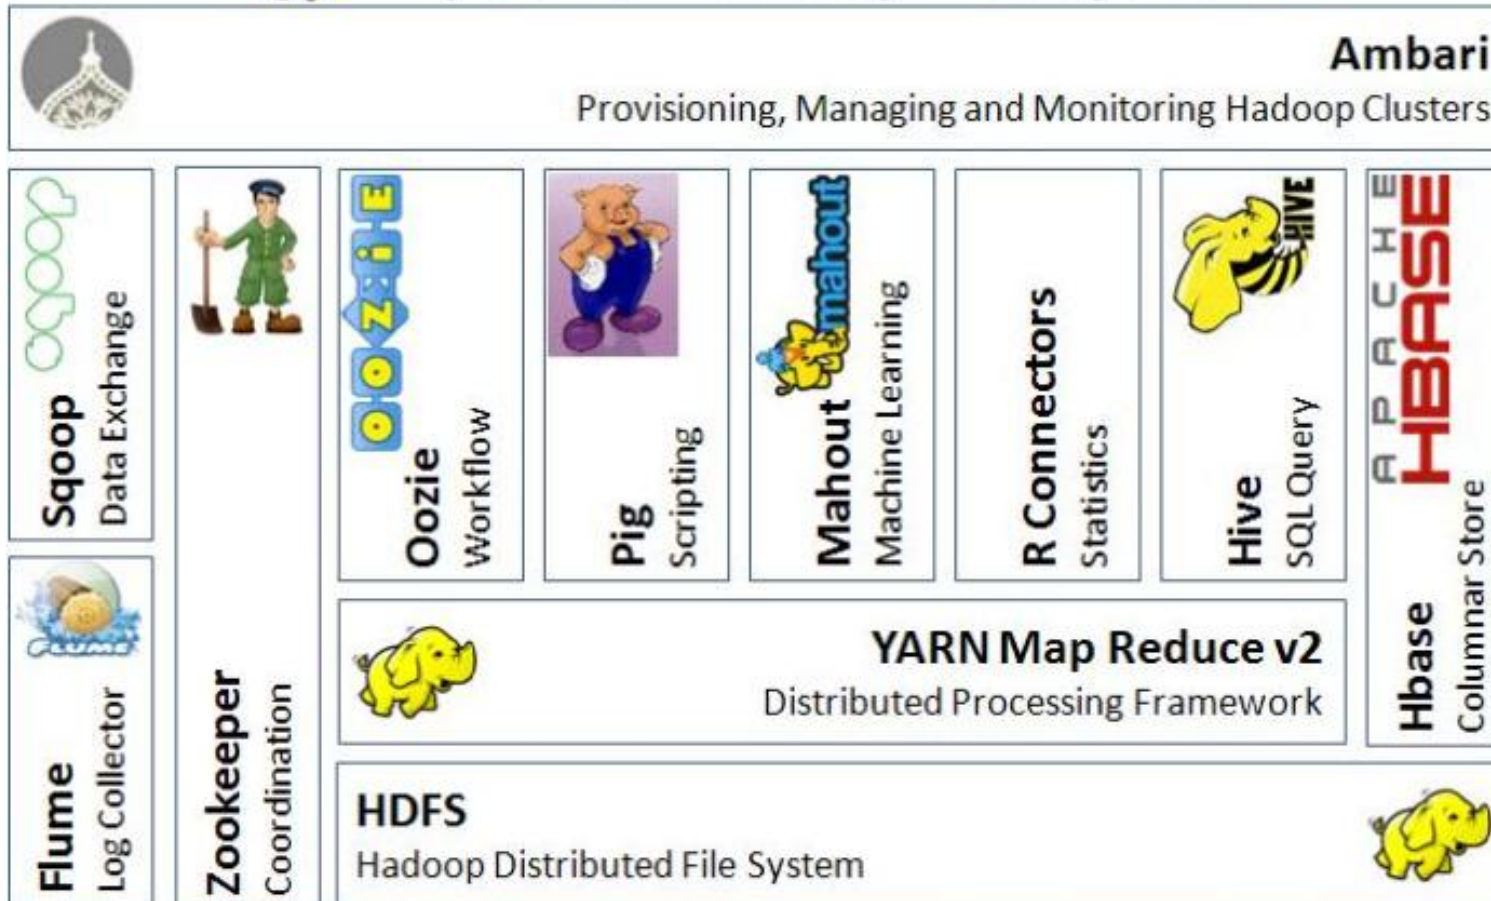 Ambari
Provisioning, Managing and Monitoring Hadoop Clusters
sqoop
Sqoop
Data Exchange
FLUME
Flume
Log Collector
Zookeeper
Coordination
OOZIE
Oozie
Workflow
Pig
Scripting
mahout
Mahout
Machine Learning
R Connectors
Statistics
HIVE
Hive
SQL Query
APACHE
HBASE
Hbase
Columnar Store
YARN Map Reduce v2
Distributed Processing Framework
HDFS
Hadoop Distributed File System